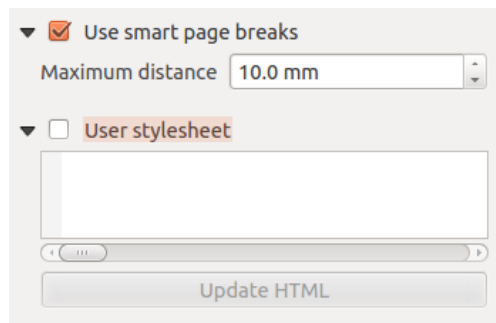 Use smart page breaks
Maximum distance 10.0 mm
User stylesheet
Update HTML